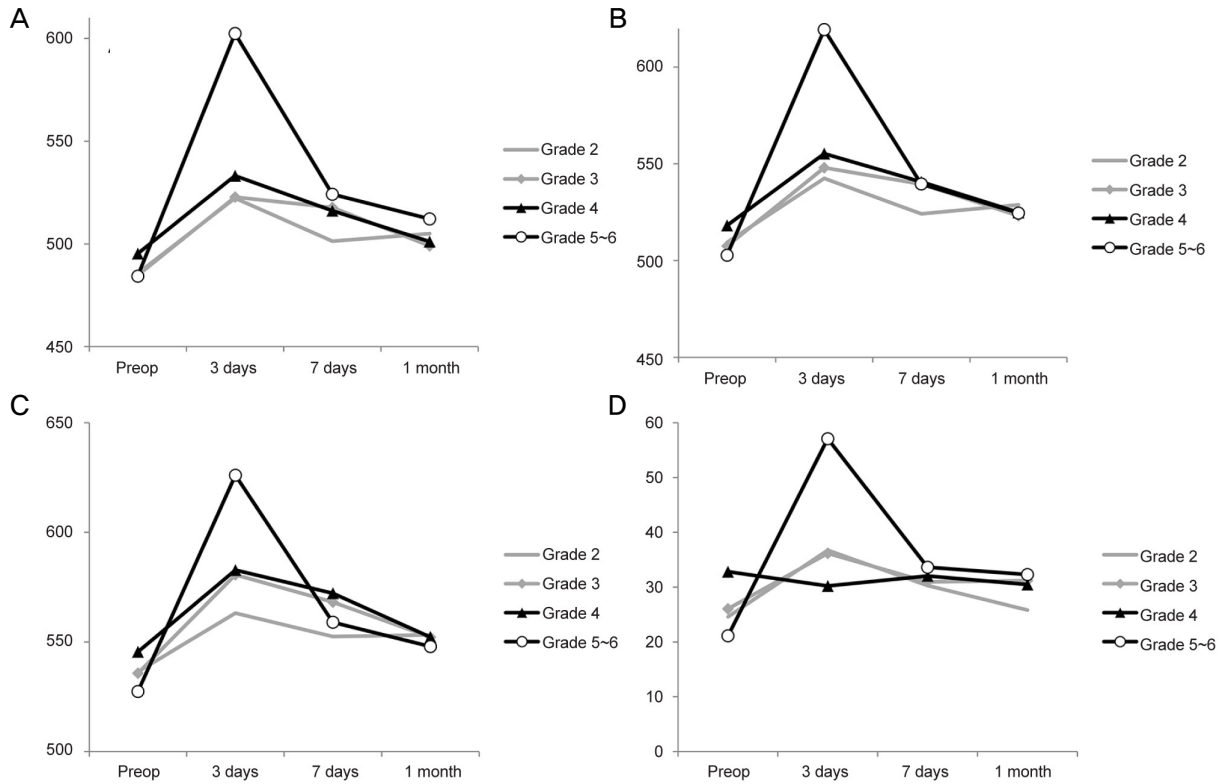 A
600
550
500
450
Preop 3 days 7 days 1 month
Grade 2
Grade 3
Grade 4
Grade 5~6
B
600
550
500
450
Preop 3 days 7 days 1 month
Grade 2
Grade 3
Grade 4
Grade 5~6
C
650
600
550
500
Preop 3 days 7 days 1 month
Grade 2
Grade 3
Grade 4
Grade 5~6
D
60
50
40
30
20
10
0
Preop 3 days 7 days 1 month
Grade 2
Grade 3
Grade 4
Grade 5~6